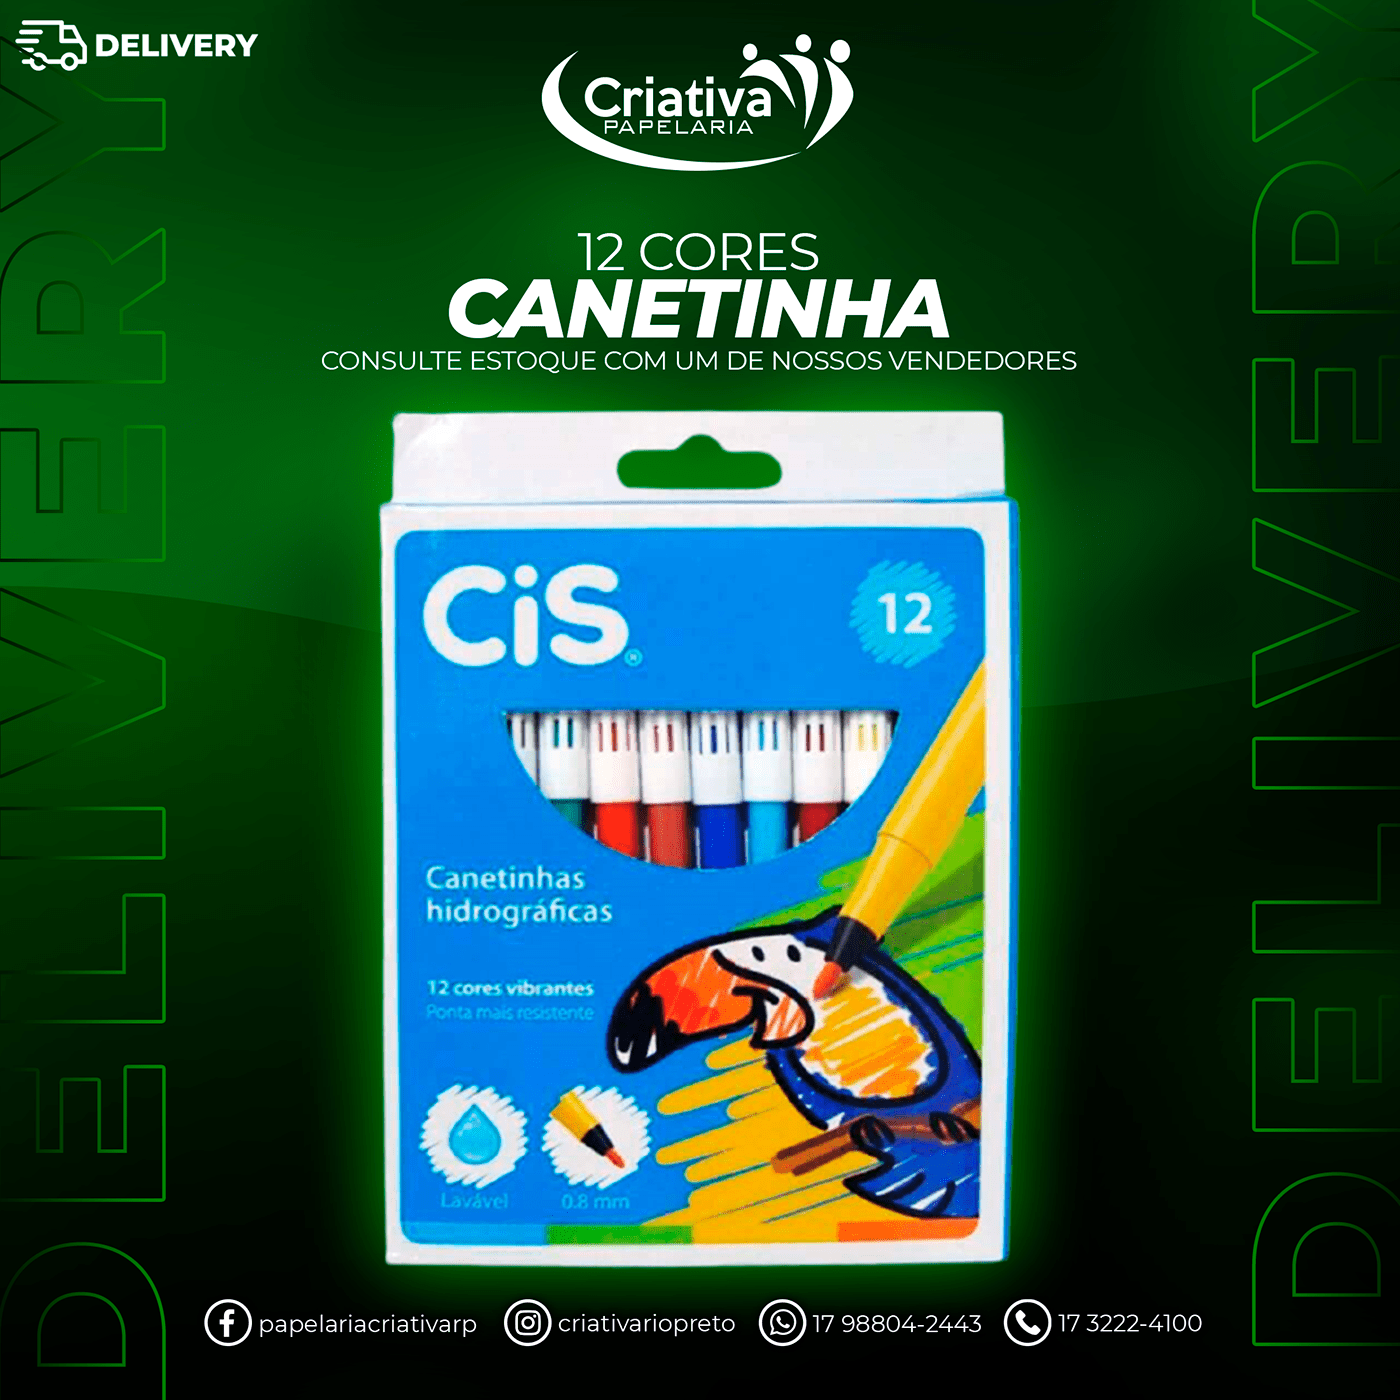 DELIVERY
Criativa
PAPELARIA
12 CORES
CANETINHA
CONSULTE ESTOQUE COM UM DE NOSSOS VENDEDORES
DELIVERY
DELIVERY
CiS®
12
Canetinhas
hidrográficas
12 cores vibrantes
Ponta mais resistente
Lavável
0.8 mm
papelariacriativarp
criativariopreto
17 98804-2443
17 3222-4100